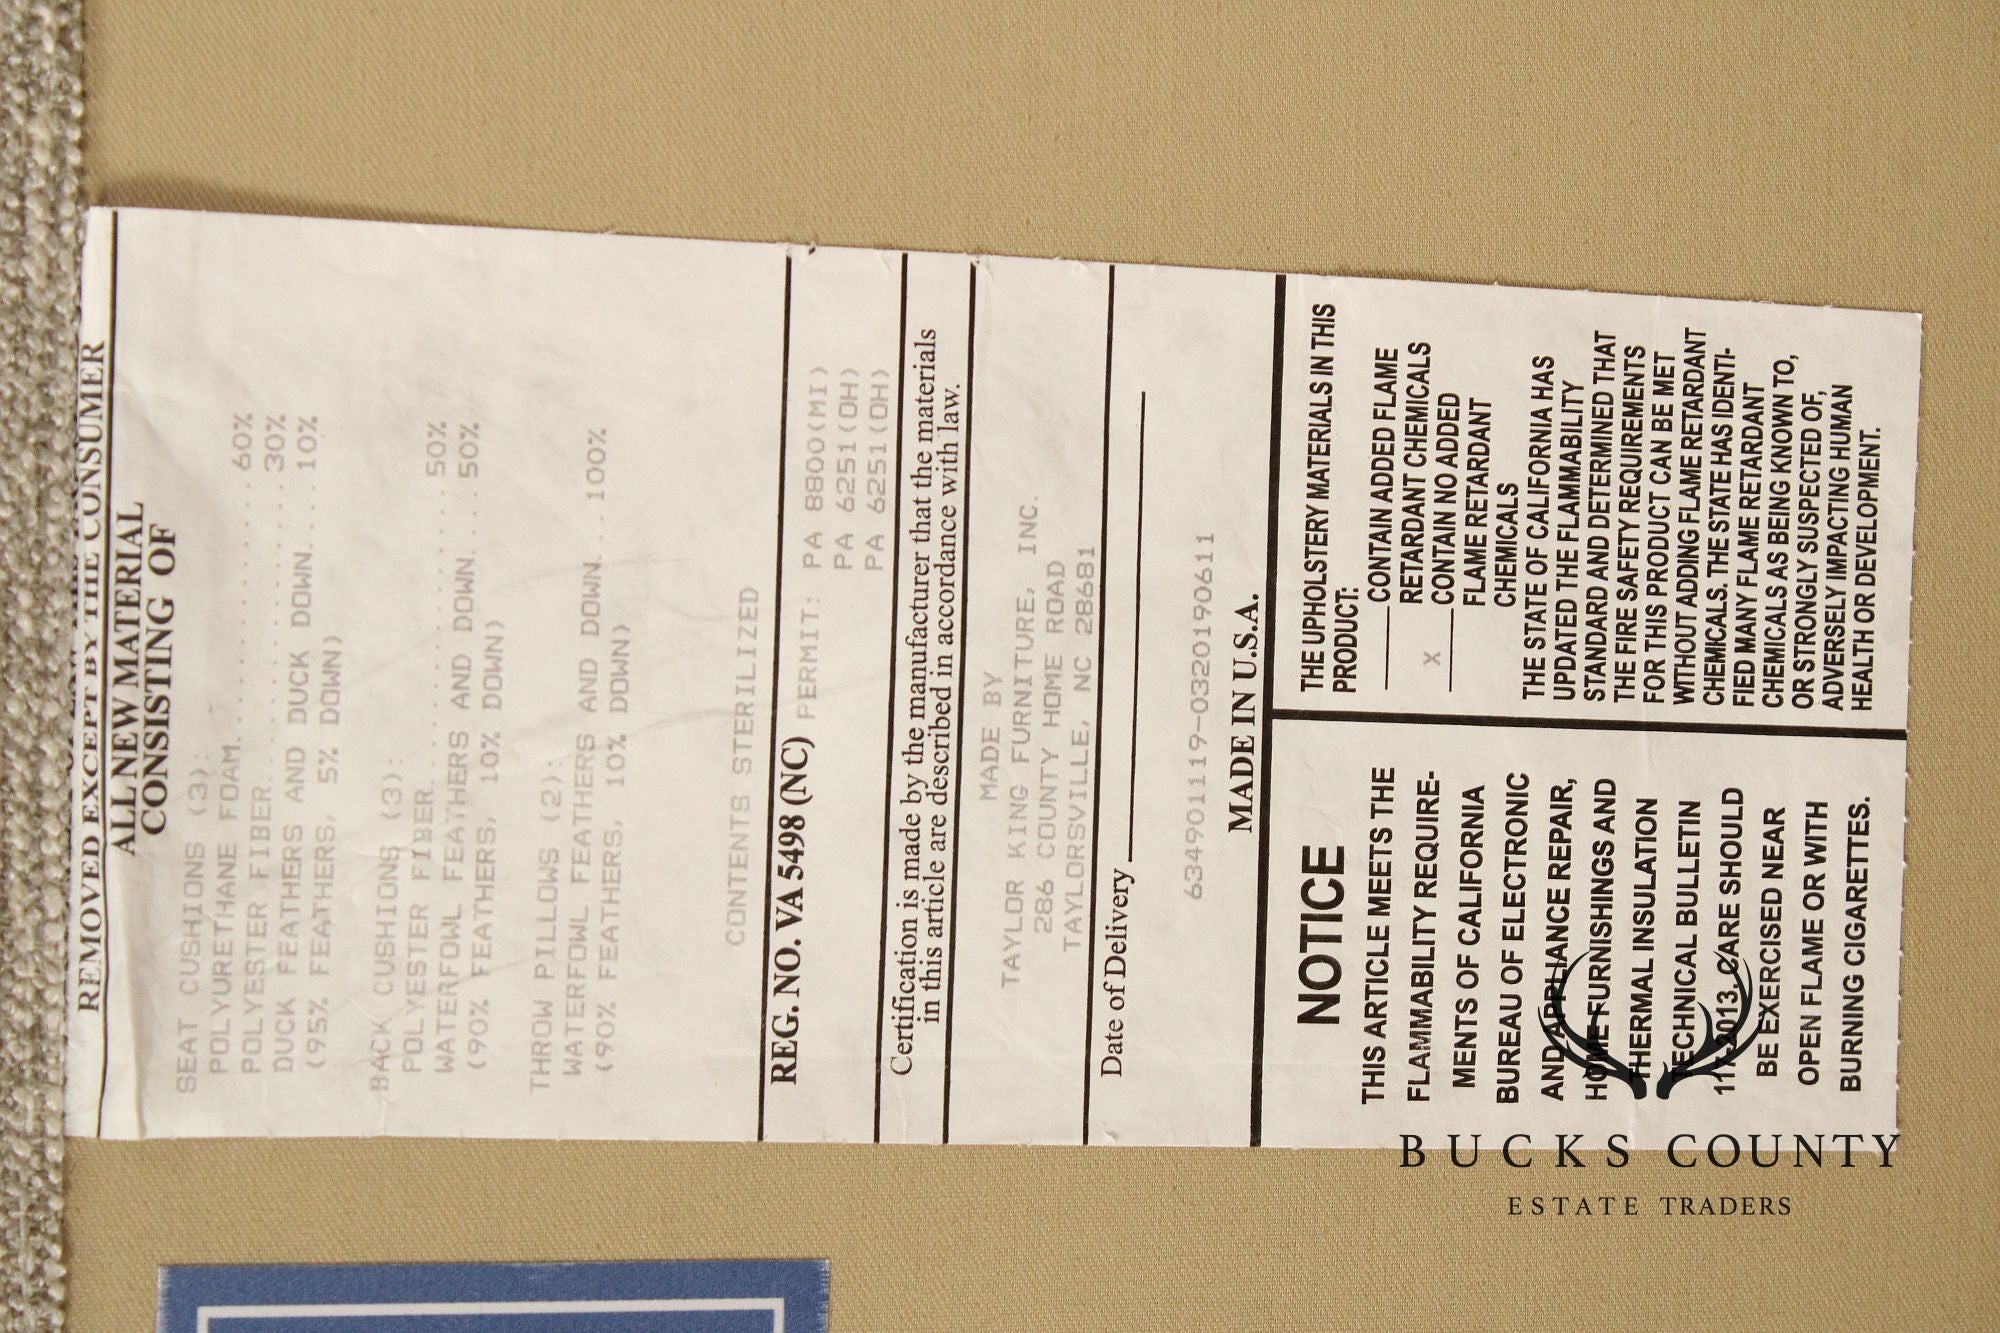 REMOVED EXCEPT BY THE CONSUMER
ALL NEW MATERIAL
CONSISTING OF
SEAT CUSHIONS (3):
POLYURETHANE FOAM..................60%
POLYESTER FIBER....................30%
DUCK FEATHERS AND DUCK DOWN....10%
(95% FEATHERS, 5% DOWN)
BACK CUSHIONS (3):
POLYESTER FIBER....................50%
WATERFOWL FEATHERS AND DOWN....50%
(90% FEATHERS, 10% DOWN)
THROW PILLOWS (2):
WATERFOWL FEATHERS AND DOWN...100%
(90% FEATHERS, 10% DOWN)
CONTENTS STERILIZED
REG. NO. VA 5498 (NC) PERMIT: PA 8800(MI)
PA 6251(OH)
PA 6251(OH)
Certification is made by the manufacturer that the materials
in this article are described in accordance with law.
MADE BY
TAYLOR KING FURNITURE, INC.
286 COUNTY HOME ROAD
TAYLORSVILLE, NC 28681
Date of Delivery
634901119-0320190611
MADE IN U.S.A.
NOTICE
THIS ARTICLE MEETS THE
FLAMMABILITY REQUIRE-
MENTS OF CALIFORNIA
BUREAU OF ELECTRONIC
AND APPLIANCE REPAIR,
HOME FURNISHINGS AND
THERMAL INSULATION
TECHNICAL BULLETIN
117-2013. CARE SHOULD
BE EXERCISED NEAR
OPEN FLAME OR WITH
BURNING CIGARETTES.
THE UPHOLSTERY MATERIALS IN THIS
PRODUCT:
CONTAIN ADDED FLAME
RETARDANT CHEMICALS
X CONTAIN NO ADDED
FLAME RETARDANT
CHEMICALS
THE STATE OF CALIFORNIA HAS
UPDATED THE FLAMMABILITY
STANDARD AND DETERMINED THAT
THE FIRE SAFETY REQUIREMENTS
FOR THIS PRODUCT CAN BE MET
WITHOUT ADDING FLAME RETARDANT
CHEMICALS. THE STATE HAS IDENTI-
FIED MANY FLAME RETARDANT
CHEMICALS AS BEING KNOWN TO,
OR STRONGLY SUSPECTED OF,
ADVERSELY IMPACTING HUMAN
HEALTH OR DEVELOPMENT.
BUCKS COUNTY
ESTATE TRADERS